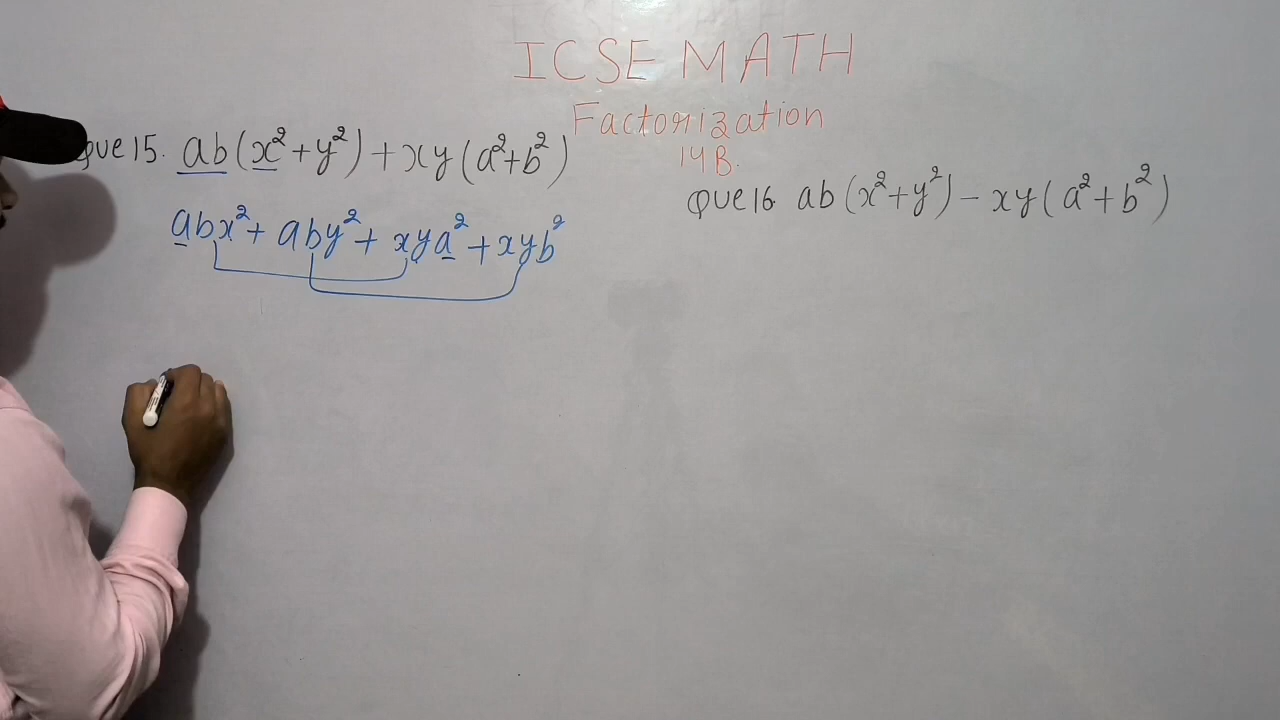 ICSE MATH
Factorization
14B.
Que 15. ab(x²+y²)+xy(a²+b²)
abx²+aby²+xya²+xyb²
Que 16. ab(x²+y²)-xy(a²+b²)